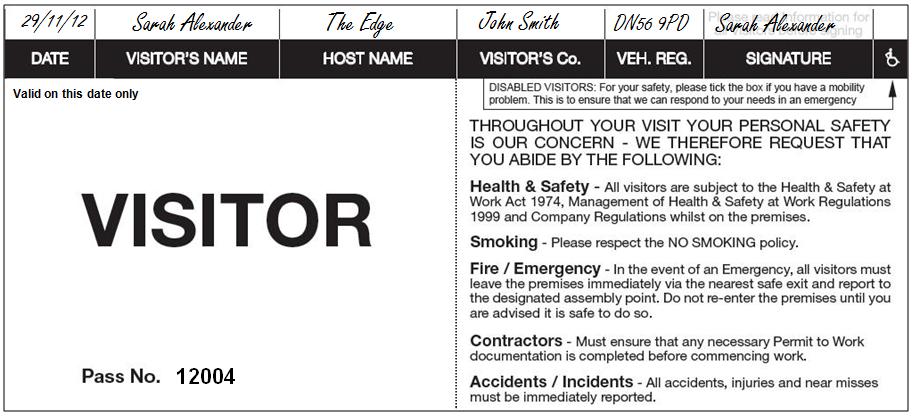 29/11/12 Sarah Alexander The Edge John Smith DN56 9PD Sarah Alexander
information for
signing
DATE VISITOR'S NAME HOST NAME VISITOR'S Co. VEH. REG. SIGNATURE
Valid on this date only
VISITOR
Pass No. 12004
DISABLED VISITORS: For your safety, please tick the box if you have a mobility
problem. This is to ensure that we can respond to your needs in an emergency
THROUGHOUT YOUR VISIT YOUR PERSONAL SAFETY
IS OUR CONCERN - WE THEREFORE REQUEST THAT
YOU ABIDE BY THE FOLLOWING:
Health & Safety - All visitors are subject to the Health & Safety at
Work Act 1974, Management of Health & Safety at Work Regulations
1999 and Company Regulations whilst on the premises.
Smoking - Please respect the NO SMOKING policy.
Fire / Emergency - In the event of an Emergency, all visitors must
leave the premises immediately via the nearest safe exit and report to
the designated assembly point. Do not re-enter the premises until you
are advised it is safe to do so.
Contractors - Must ensure that any necessary Permit to Work
documentation is completed before commencing work.
Accidents / Incidents - All accidents, injuries and near misses
must be immediately reported.